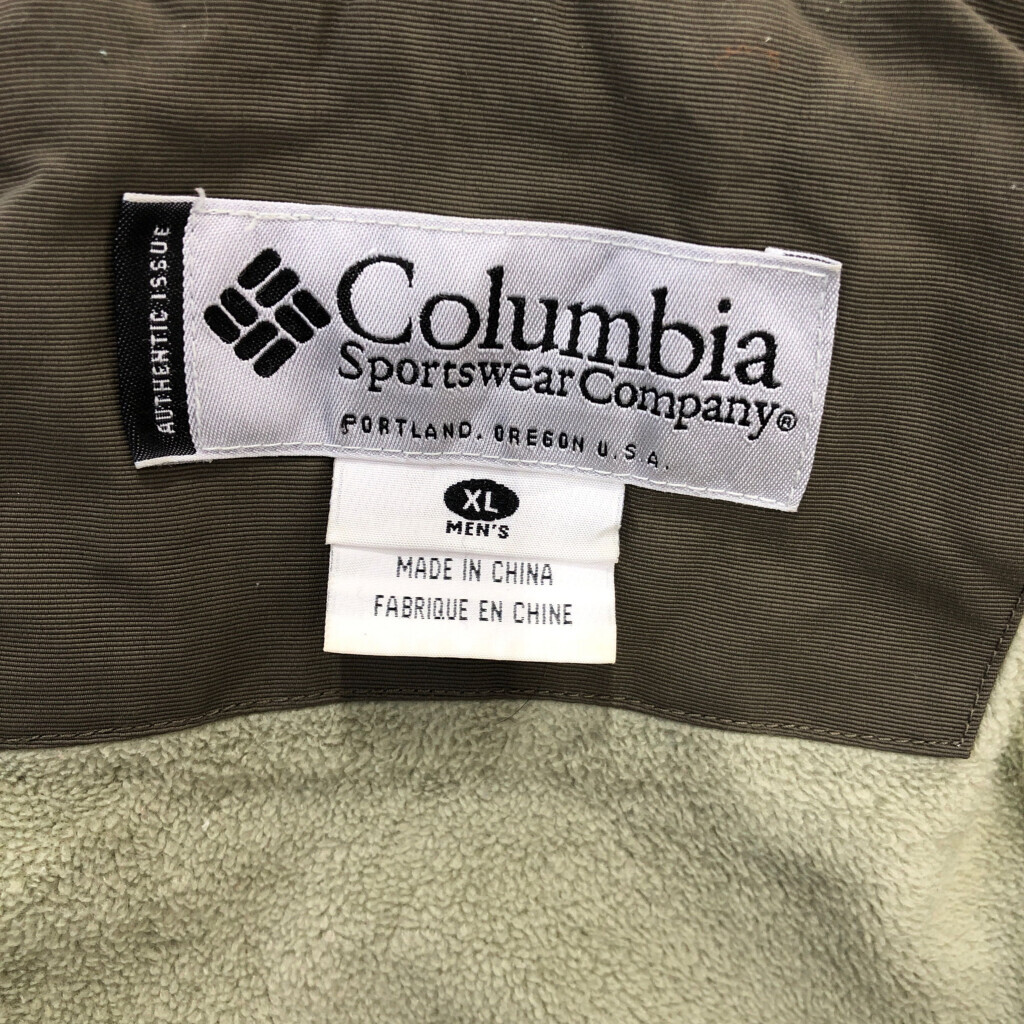 AUTHENTIC ISSUE
Columbia
Sportswear Company®
PORTLAND. OREGON U.S.A.
XL
MEN'S
MADE IN CHINA
FABRIQUE EN CHINE